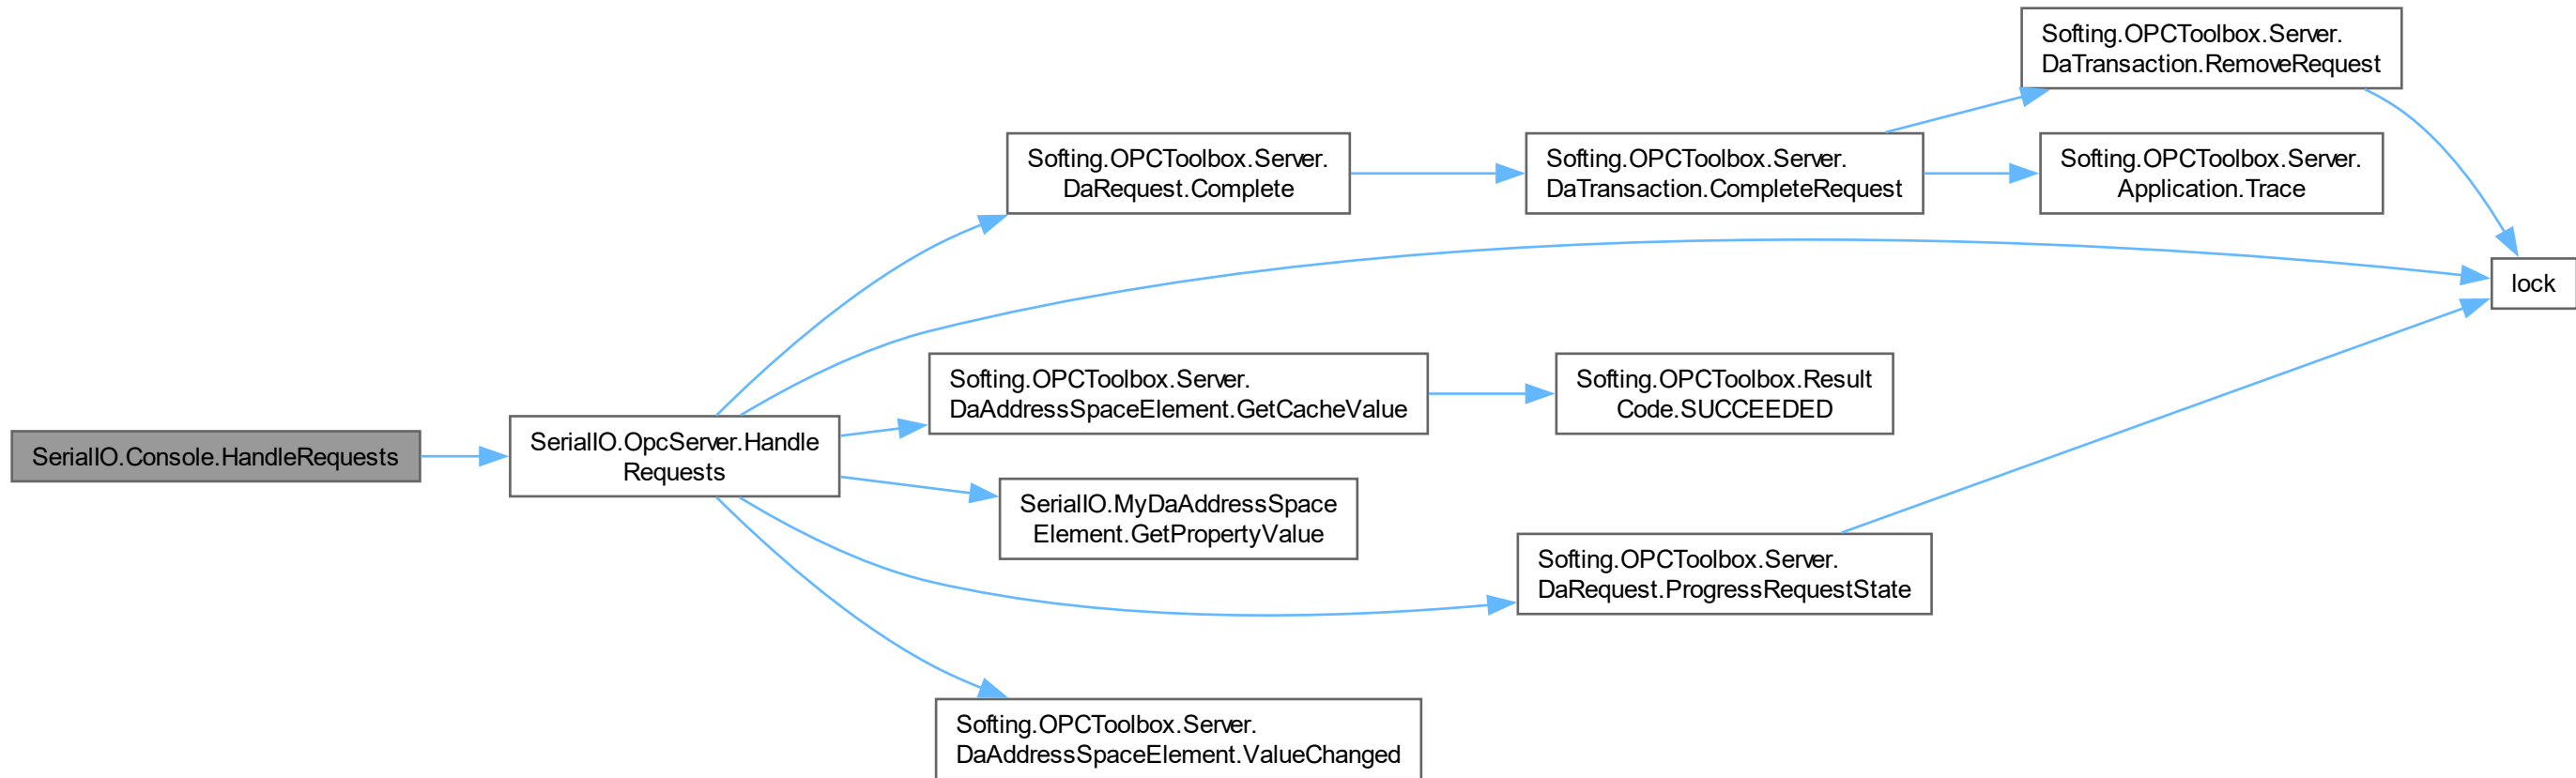 Softing.OPCToolbox.Server.
DaTransaction.RemoveRequest
Softing.OPCToolbox.Server.
DaRequest.Complete
Softing.OPCToolbox.Server.
DaTransaction.CompleteRequest
Softing.OPCToolbox.Server.
Application.Trace
lock
Softing.OPCToolbox.Server.
DaAddressSpaceElement.GetCacheValue
Softing.OPCToolbox.Result
Code.SUCCEEDED
SerialIO.Console.HandleRequests
SerialIO.OpcServer.Handle
Requests
SerialIO.MyDaAddressSpace
Element.GetPropertyValue
Softing.OPCToolbox.Server.
DaRequest.ProgressRequestState
Softing.OPCToolbox.Server.
DaAddressSpaceElement.ValueChanged